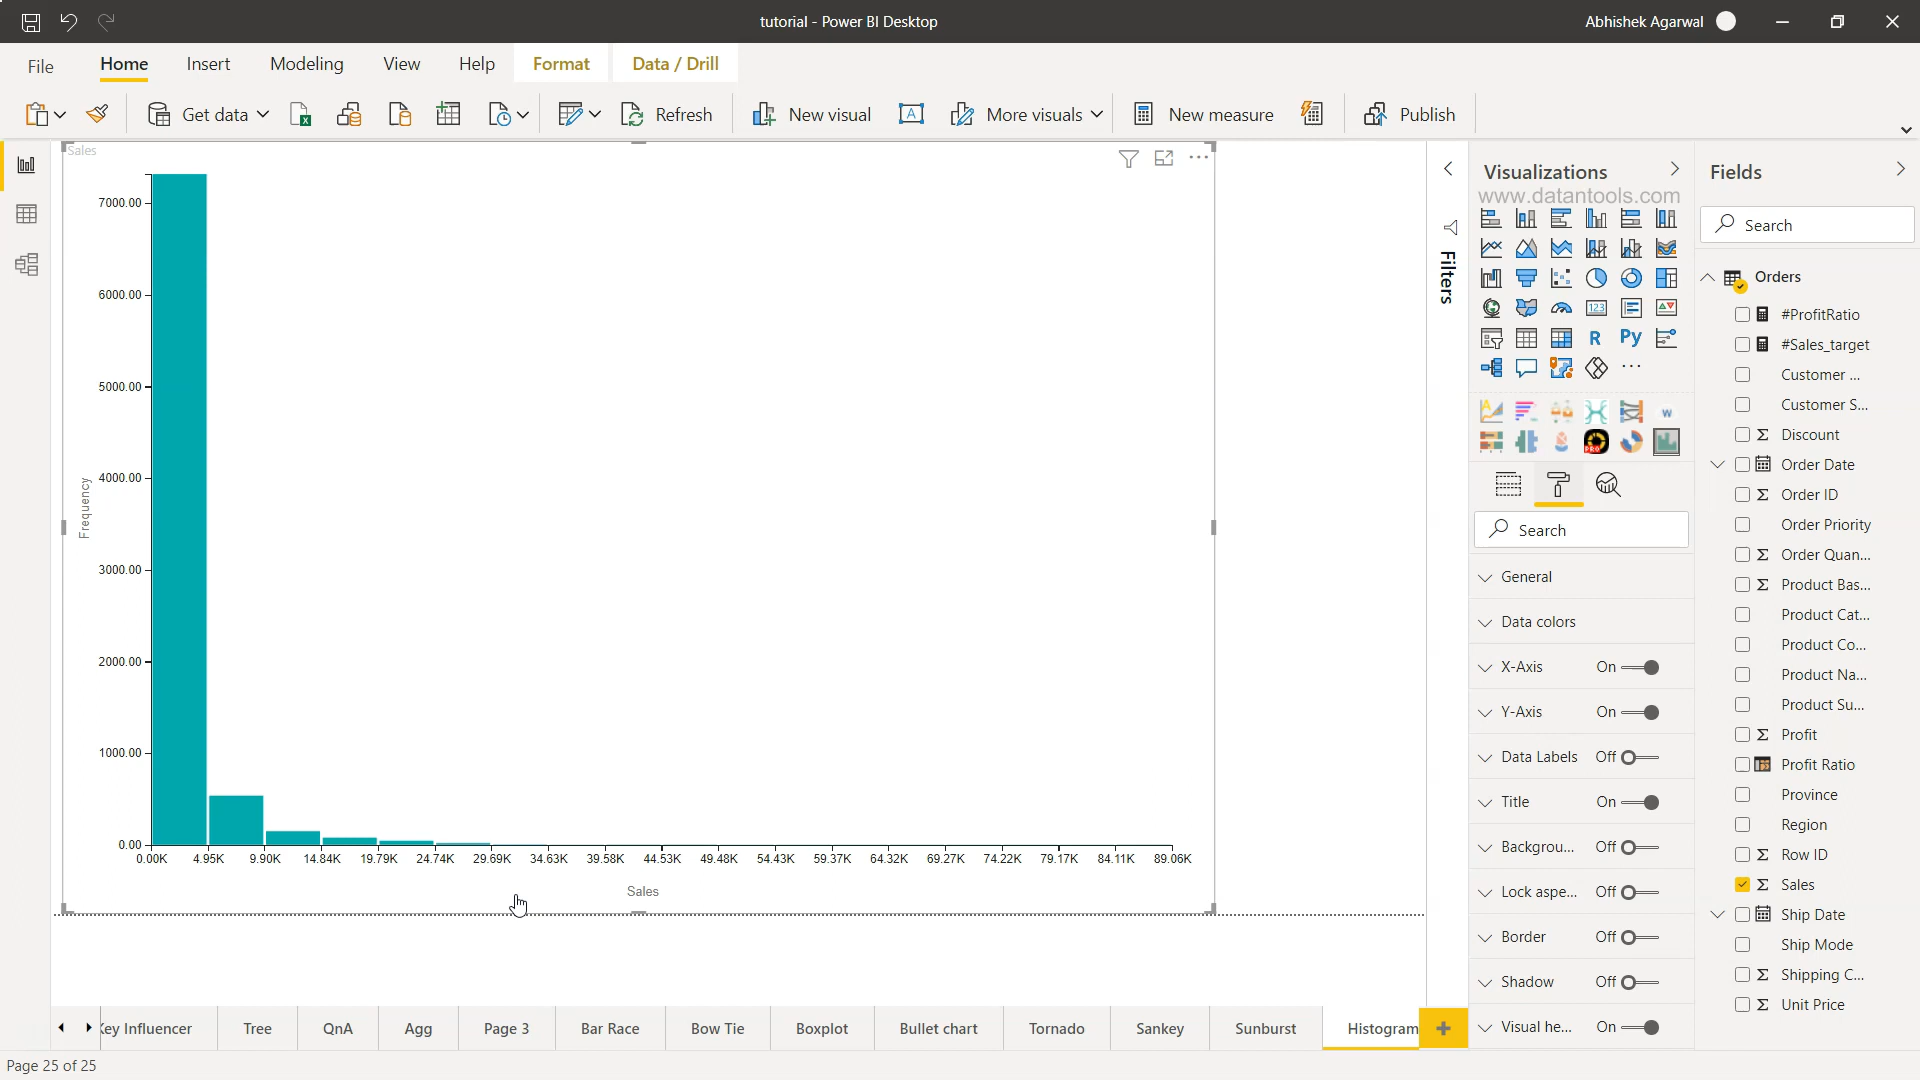 tutorial - Power BI Desktop
Abhishek Agarwal
File
Home
Insert
Modeling
View
Help
Format
Data / Drill
Get data
Refresh
New visual
More visuals
New measure
Publish
Sales
7000.00
6000.00
5000.00
4000.00
3000.00
2000.00
1000.00
0.00
Frequency
0.00K 4.95K 9.90K 14.84K 19.79K 24.74K 29.69K 34.63K 39.58K 44.53K 49.48K 54.43K 59.37K 64.32K 69.27K 74.22K 79.17K 84.11K 89.06K
Sales
Filters
Visualizations
www.datantools.com
123
R
Py
W
PRO
Search
General
Data colors
X-Axis On
Y-Axis On
Data Labels Off
Title On
Backgrou... Off
Lock aspe... Off
Border Off
Shadow Off
Visual he... On
Fields
Search
Orders
#ProfitRatio
#Sales_target
Customer ...
Customer S...
Discount
Order Date
Order ID
Order Priority
Order Quan...
Product Bas...
Product Cat...
Product Co...
Product Na...
Product Su...
Profit
Profit Ratio
Province
Region
Row ID
Sales
Ship Date
Ship Mode
Shipping C...
Unit Price
Key Influencer
Tree
QnA
Agg
Page 3
Bar Race
Bow Tie
Boxplot
Bullet chart
Tornado
Sankey
Sunburst
Histogram
Page 25 of 25